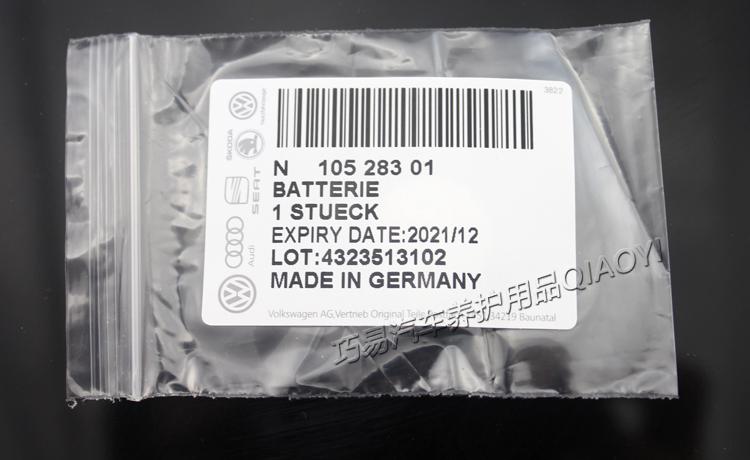 3822
Nutzfahrzeuge
ŠKODA
SEAT
Audi
N 105 283 01
BATTERIE
1 STUECK
EXPIRY DATE:2021/12
LOT:4323513102
MADE IN GERMANY
Volkswagen AG,Vertrieb Original Teile 34219 Baunatal
巧易汽车养护用品QIAOYI